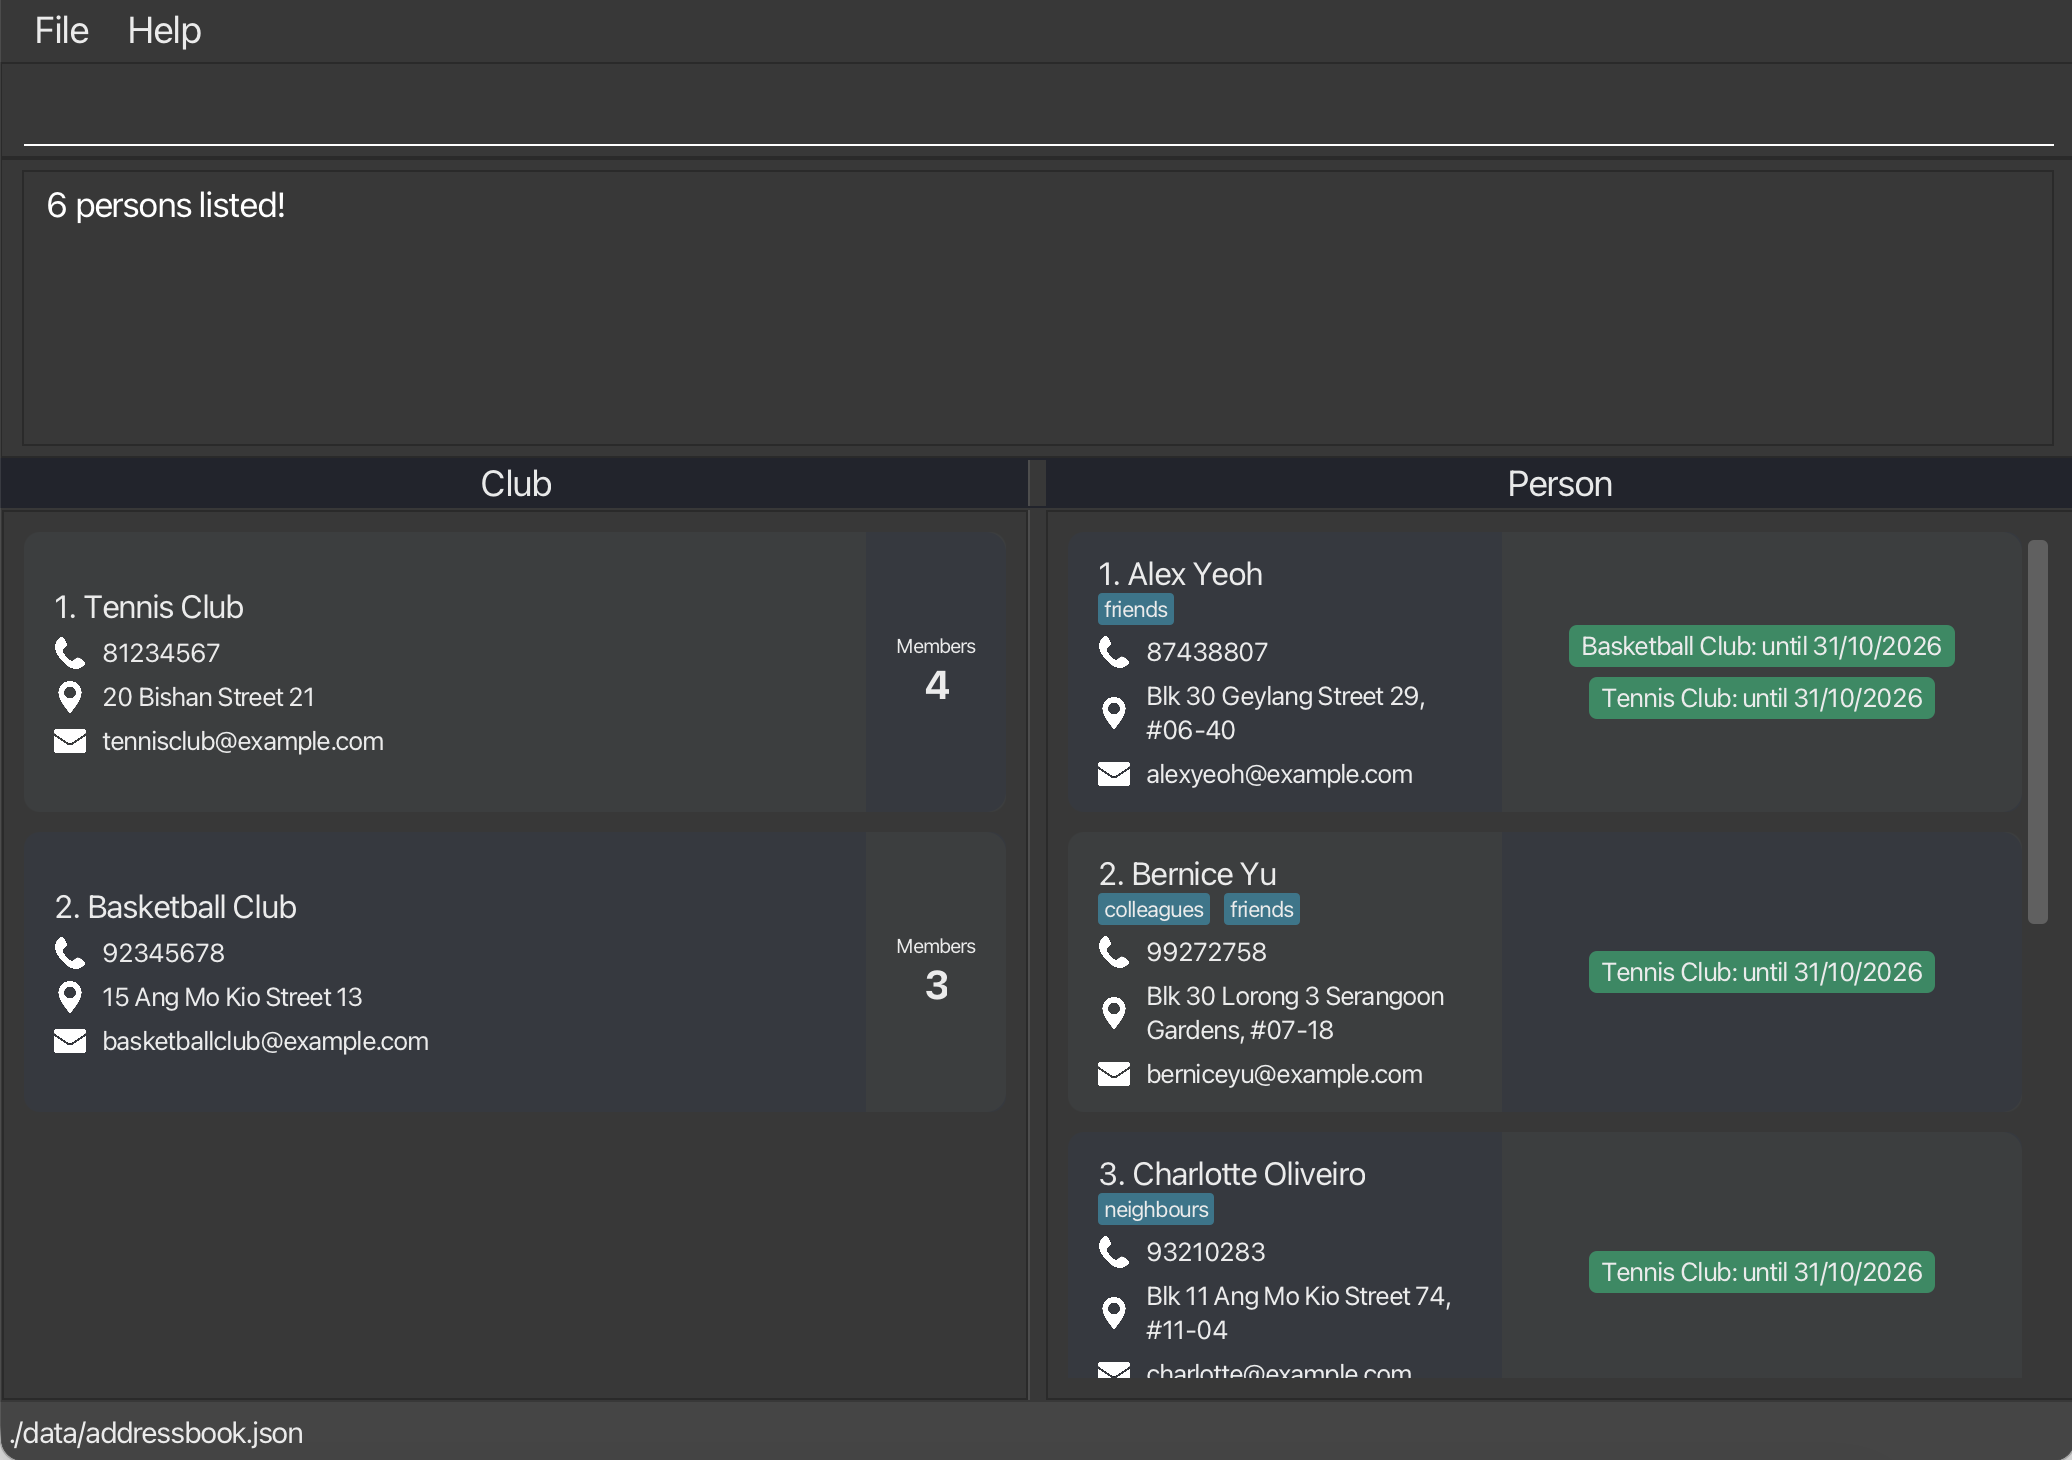 File Help
6 persons listed!
Club
1. Tennis Club
81234567
20 Bishan Street 21
tennisclub@example.com
Members
4
2. Basketball Club
92345678
15 Ang Mo Kio Street 13
basketballclub@example.com
Members
3
Person
1. Alex Yeoh
friends
87438807
Blk 30 Geylang Street 29,
#06-40
alexyeoh@example.com
Basketball Club: until 31/10/2026
Tennis Club: until 31/10/2026
2. Bernice Yu
colleagues friends
99272758
Blk 30 Lorong 3 Serangoon
Gardens, #07-18
berniceyu@example.com
Tennis Club: until 31/10/2026
3. Charlotte Oliveiro
neighbours
93210283
Blk 11 Ang Mo Kio Street 74,
#11-04
charlotte@example.com
Tennis Club: until 31/10/2026
./data/addressbook.json